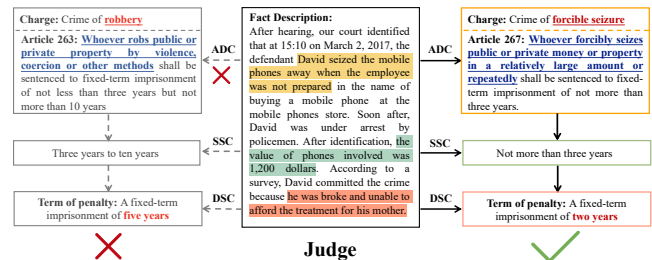 Charge: Crime of robbery
Article 263: Whoever robs public or
private property by violence,
coercion or other methods shall
be sentenced to fixed-term imprisonment
of not less than three years but not
more than 10 years
Three years to ten years
Term of penalty: A fixed-term
imprisonment of five years
ADC
SSC
DSC
Fact Description:
After hearing, our court identified
that at 15:10 on March 2, 2017, the
defendant David seized the mobile
phones away when the employee
was not prepared in the name of
buying a mobile phone at the
mobile phones store. Soon after,
David was under arrest by
policemen. After identification, the
value of phones involved was
1,200 dollars. According to a
survey, David committed the crime
because he was broke and unable to
afford the treatment for his mother.
Judge
ADC
SSC
DSC
Charge: Crime of forcible seizure
Article 267: Whoever forcibly seizes
public or private money or property
in a relatively large amount or
repeatedly shall be sentenced to fixed-
term imprisonment of not more than
three years.
Not more than three years
Term of penalty: A fixed-term
imprisonment of two years